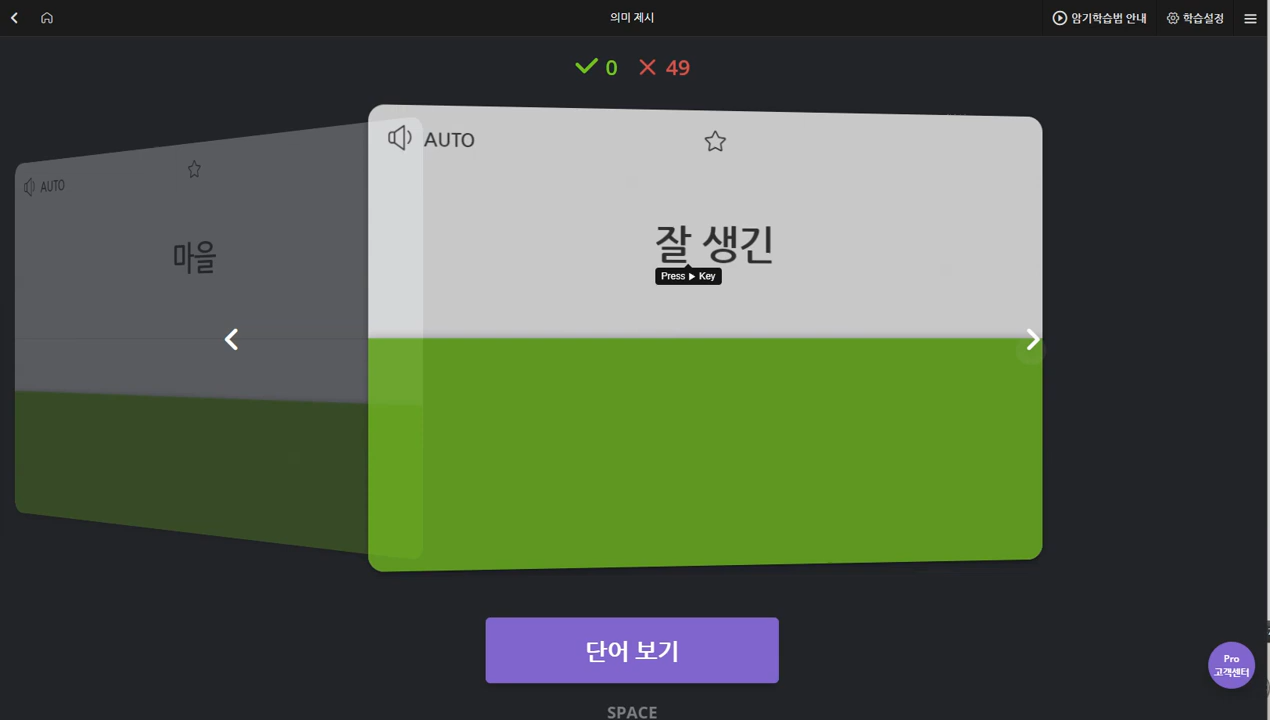 의미 제시
암기학습법 안내
학습설정
0
49
AUTO
마을
AUTO
잘 생긴
Press ▶ Key
단어 보기
SPACE
Pro
고객센터